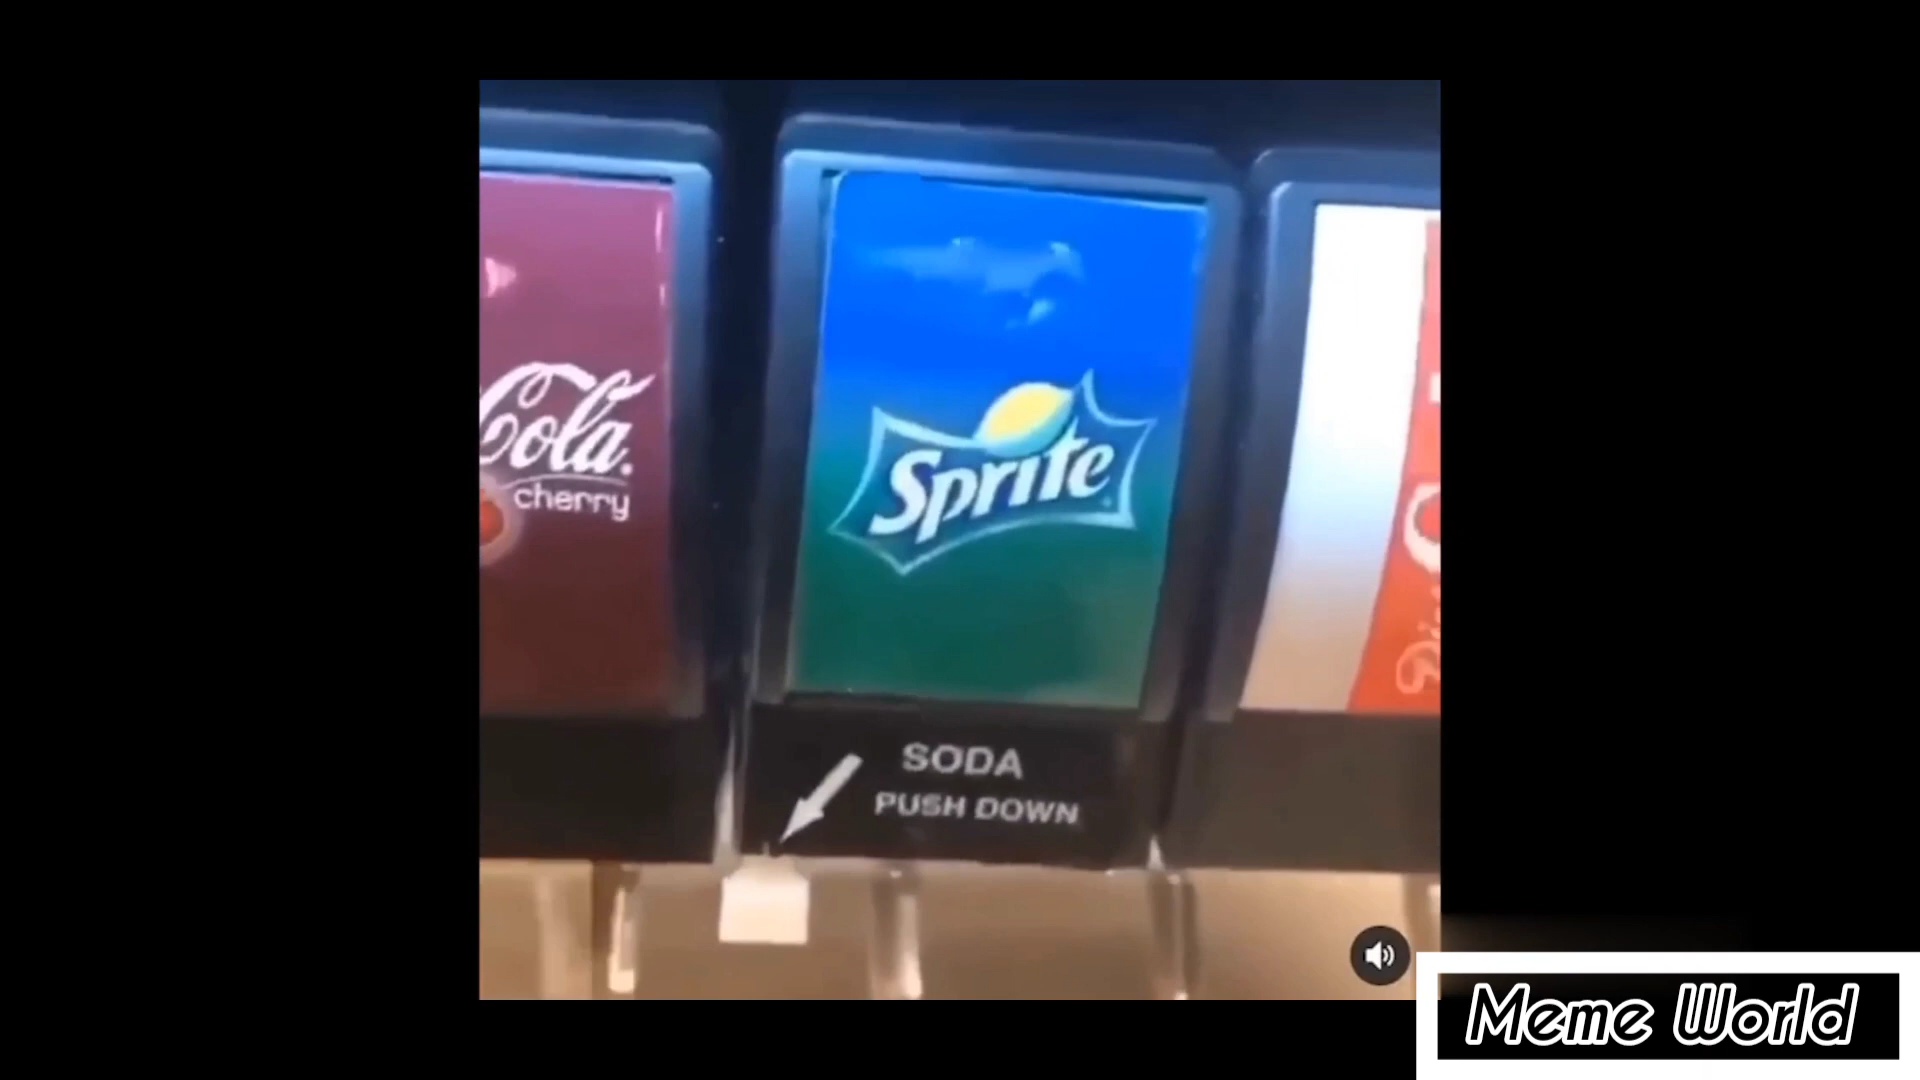 Cola
cherry
Sprite
SODA
PUSH DOWN
Meme World